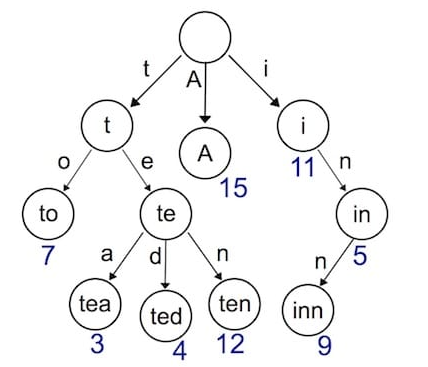 t A i
t A i
15 11
o e n
to te in
7 5
a d n n
tea ted ten inn
3 4 12 9